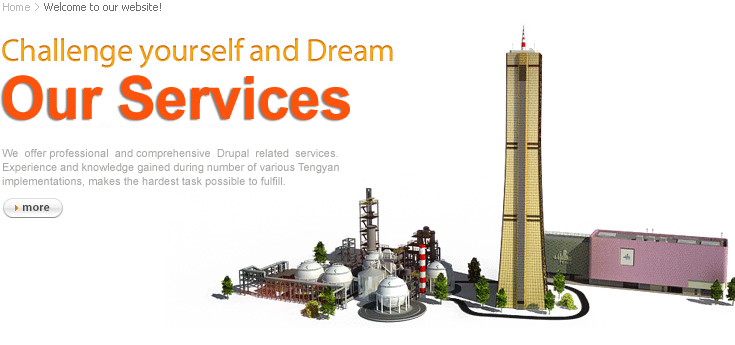 Home > Welcome to our website!
Challenge yourself and Dream
Our Services
We offer professional and comprehensive Drupal related services.
Experience and knowledge gained during number of various Tengyan
implementations, makes the hardest task possible to fulfill.
more